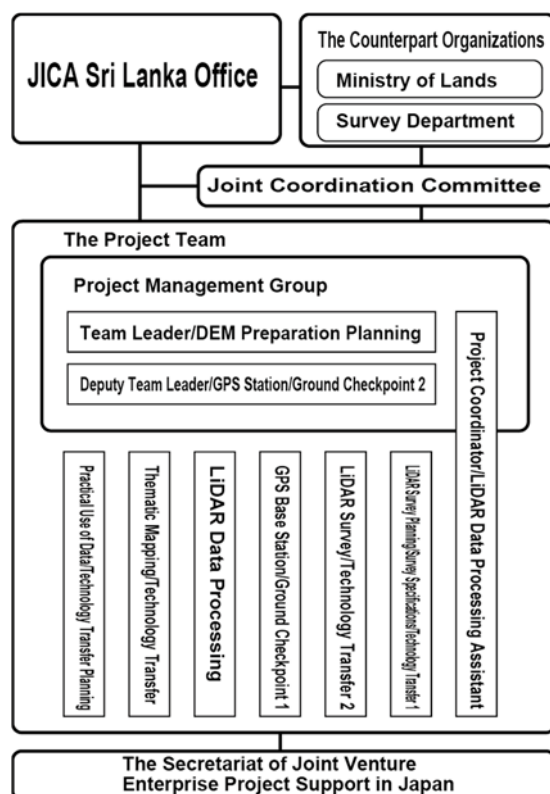 JICA Sri Lanka Office
The Counterpart Organizations
Ministry of Lands
Survey Department
Joint Coordination Committee
The Project Team
Project Management Group
Team Leader/DEM Preparation Planning
Deputy Team Leader/GPS Station/Ground Checkpoint 2
Practical Use of Data/Technology Transfer Planning
Thematic Mapping/Technology Transfer
LiDAR Data Processing
GPS Base Station/Ground Checkpoint 1
LiDAR Survey/Technology Transfer 2
LiDAR Survey Planning/Survey Specifications/Technology Transfer 1
Project Coordinator/LiDAR Data Processing Assistant
The Secretariat of Joint Venture
Enterprise Project Support in Japan